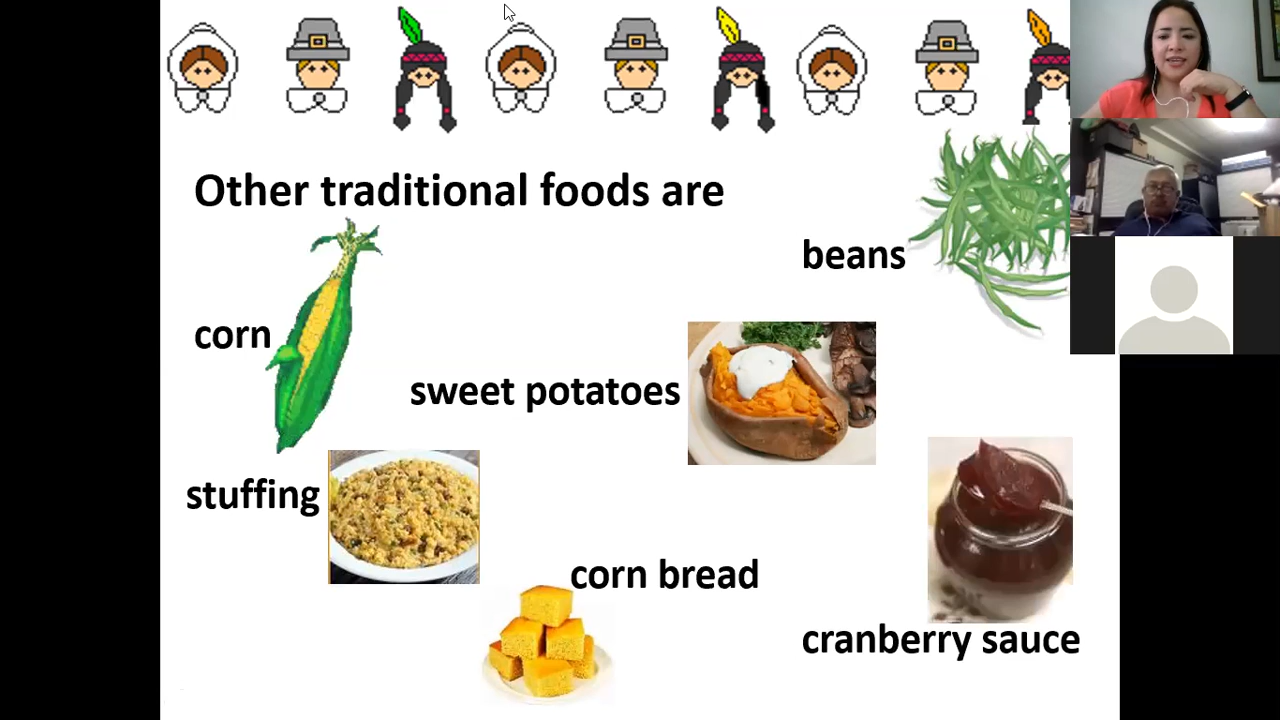 Other traditional foods are
beans
corn
sweet potatoes
stuffing
corn bread
cranberry sauce